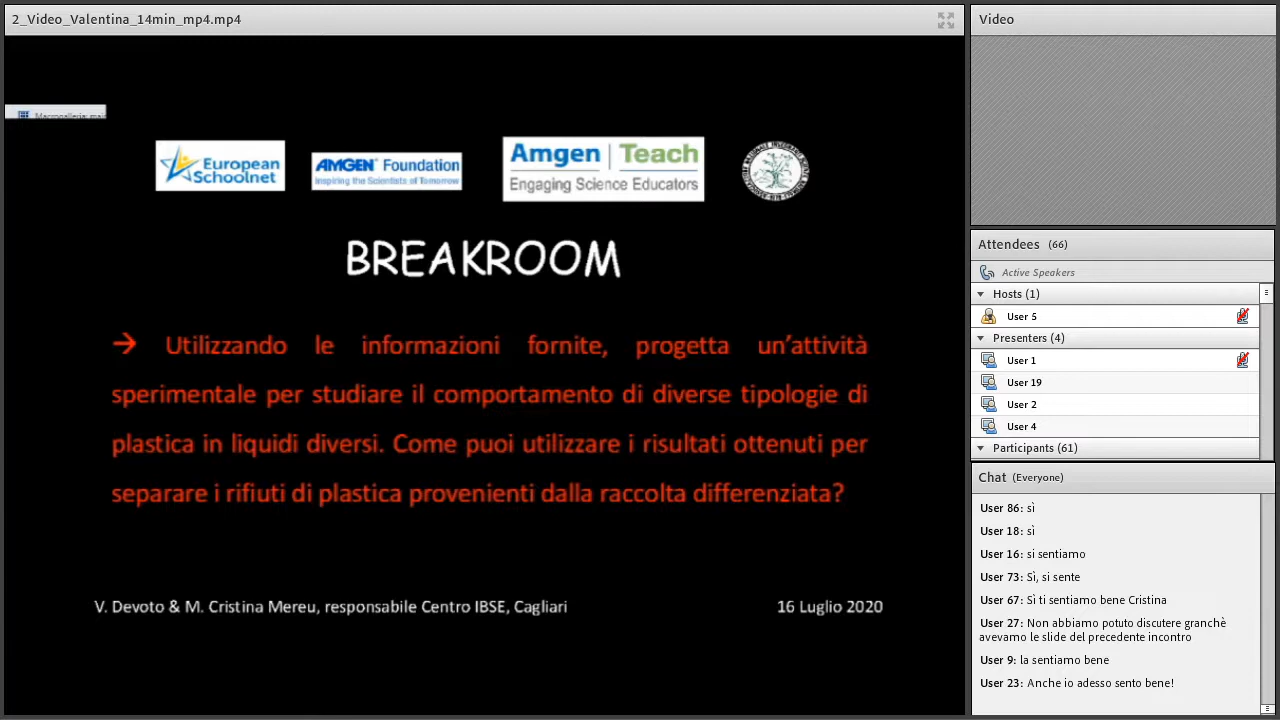 2_Video_Valentina_14min_mp4.mp4
European
Schoolnet
AMGEN® Foundation
Inspiring the Scientists of Tomorrow
Amgen | Teach
Engaging Science Educators
BREAKROOM
→ Utilizzando le informazioni fornite, progetta un'attività
sperimentale per studiare il comportamento di diverse tipologie di
plastica in liquidi diversi. Come puoi utilizzare i risultati ottenuti per
separare i rifiuti di plastica provenienti dalla raccolta differenziata?
V. Devoto & M. Cristina Mereu, responsabile Centro IBSE, Cagliari
16 Luglio 2020
Video
Attendees (66)
Active Speakers
Hosts (1)
User 5
Presenters (4)
User 1
User 19
User 2
User 4
Participants (61)
Chat (Everyone)
User 86: sì
User 18: sì
User 16: si sentiamo
User 73: Sì, si sente
User 67: Sì ti sentiamo bene Cristina
User 27: Non abbiamo potuto discutere granchè
avevamo le slide del precedente incontro
User 9: la sentiamo bene
User 23: Anche io adesso sento bene!